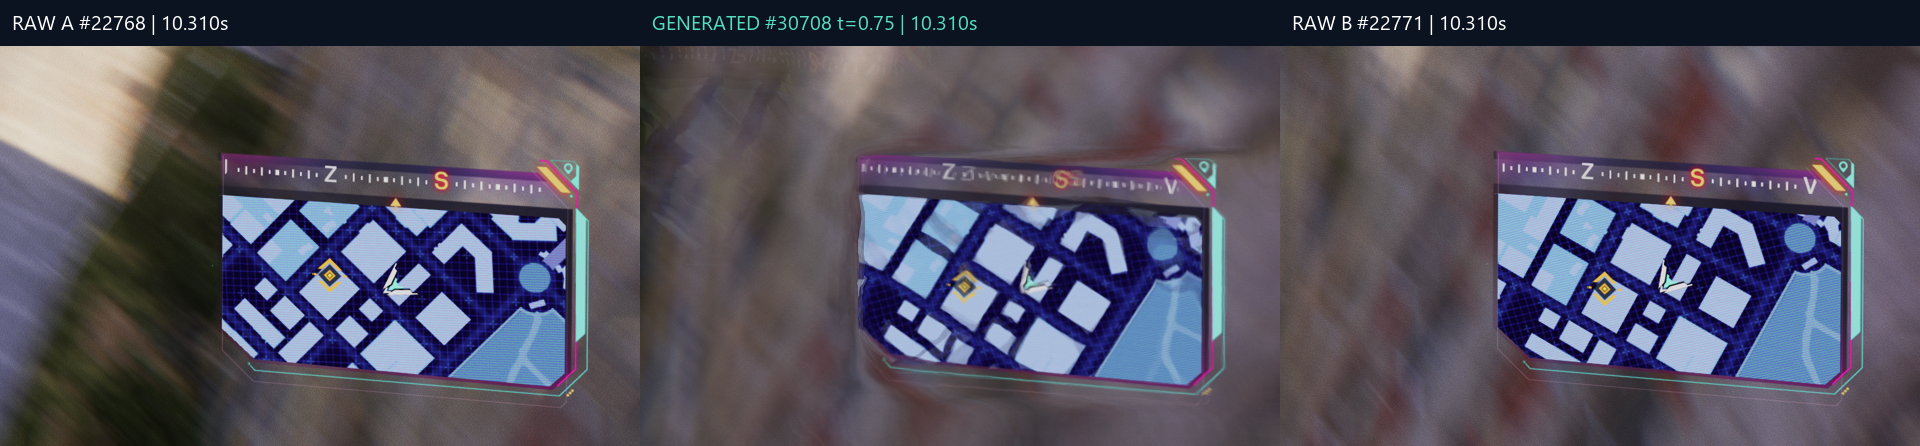 RAW A #22768 | 10.310s
GENERATED #30708 t=0.75 | 10.310s
RAW B #22771 | 10.310s
Z S
Z S V
Z S V